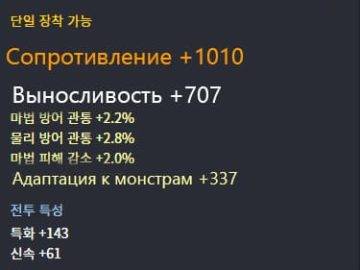 단일 장착 가능
Сопротивление +1010
Выносливость +707
마법 방어 관통 +2.2%
물리 방어 관통 +2.8%
마법 피해 감소 +2.0%
Адаптация к монстрам +337
전투 특성
특화 +143
신속 +61